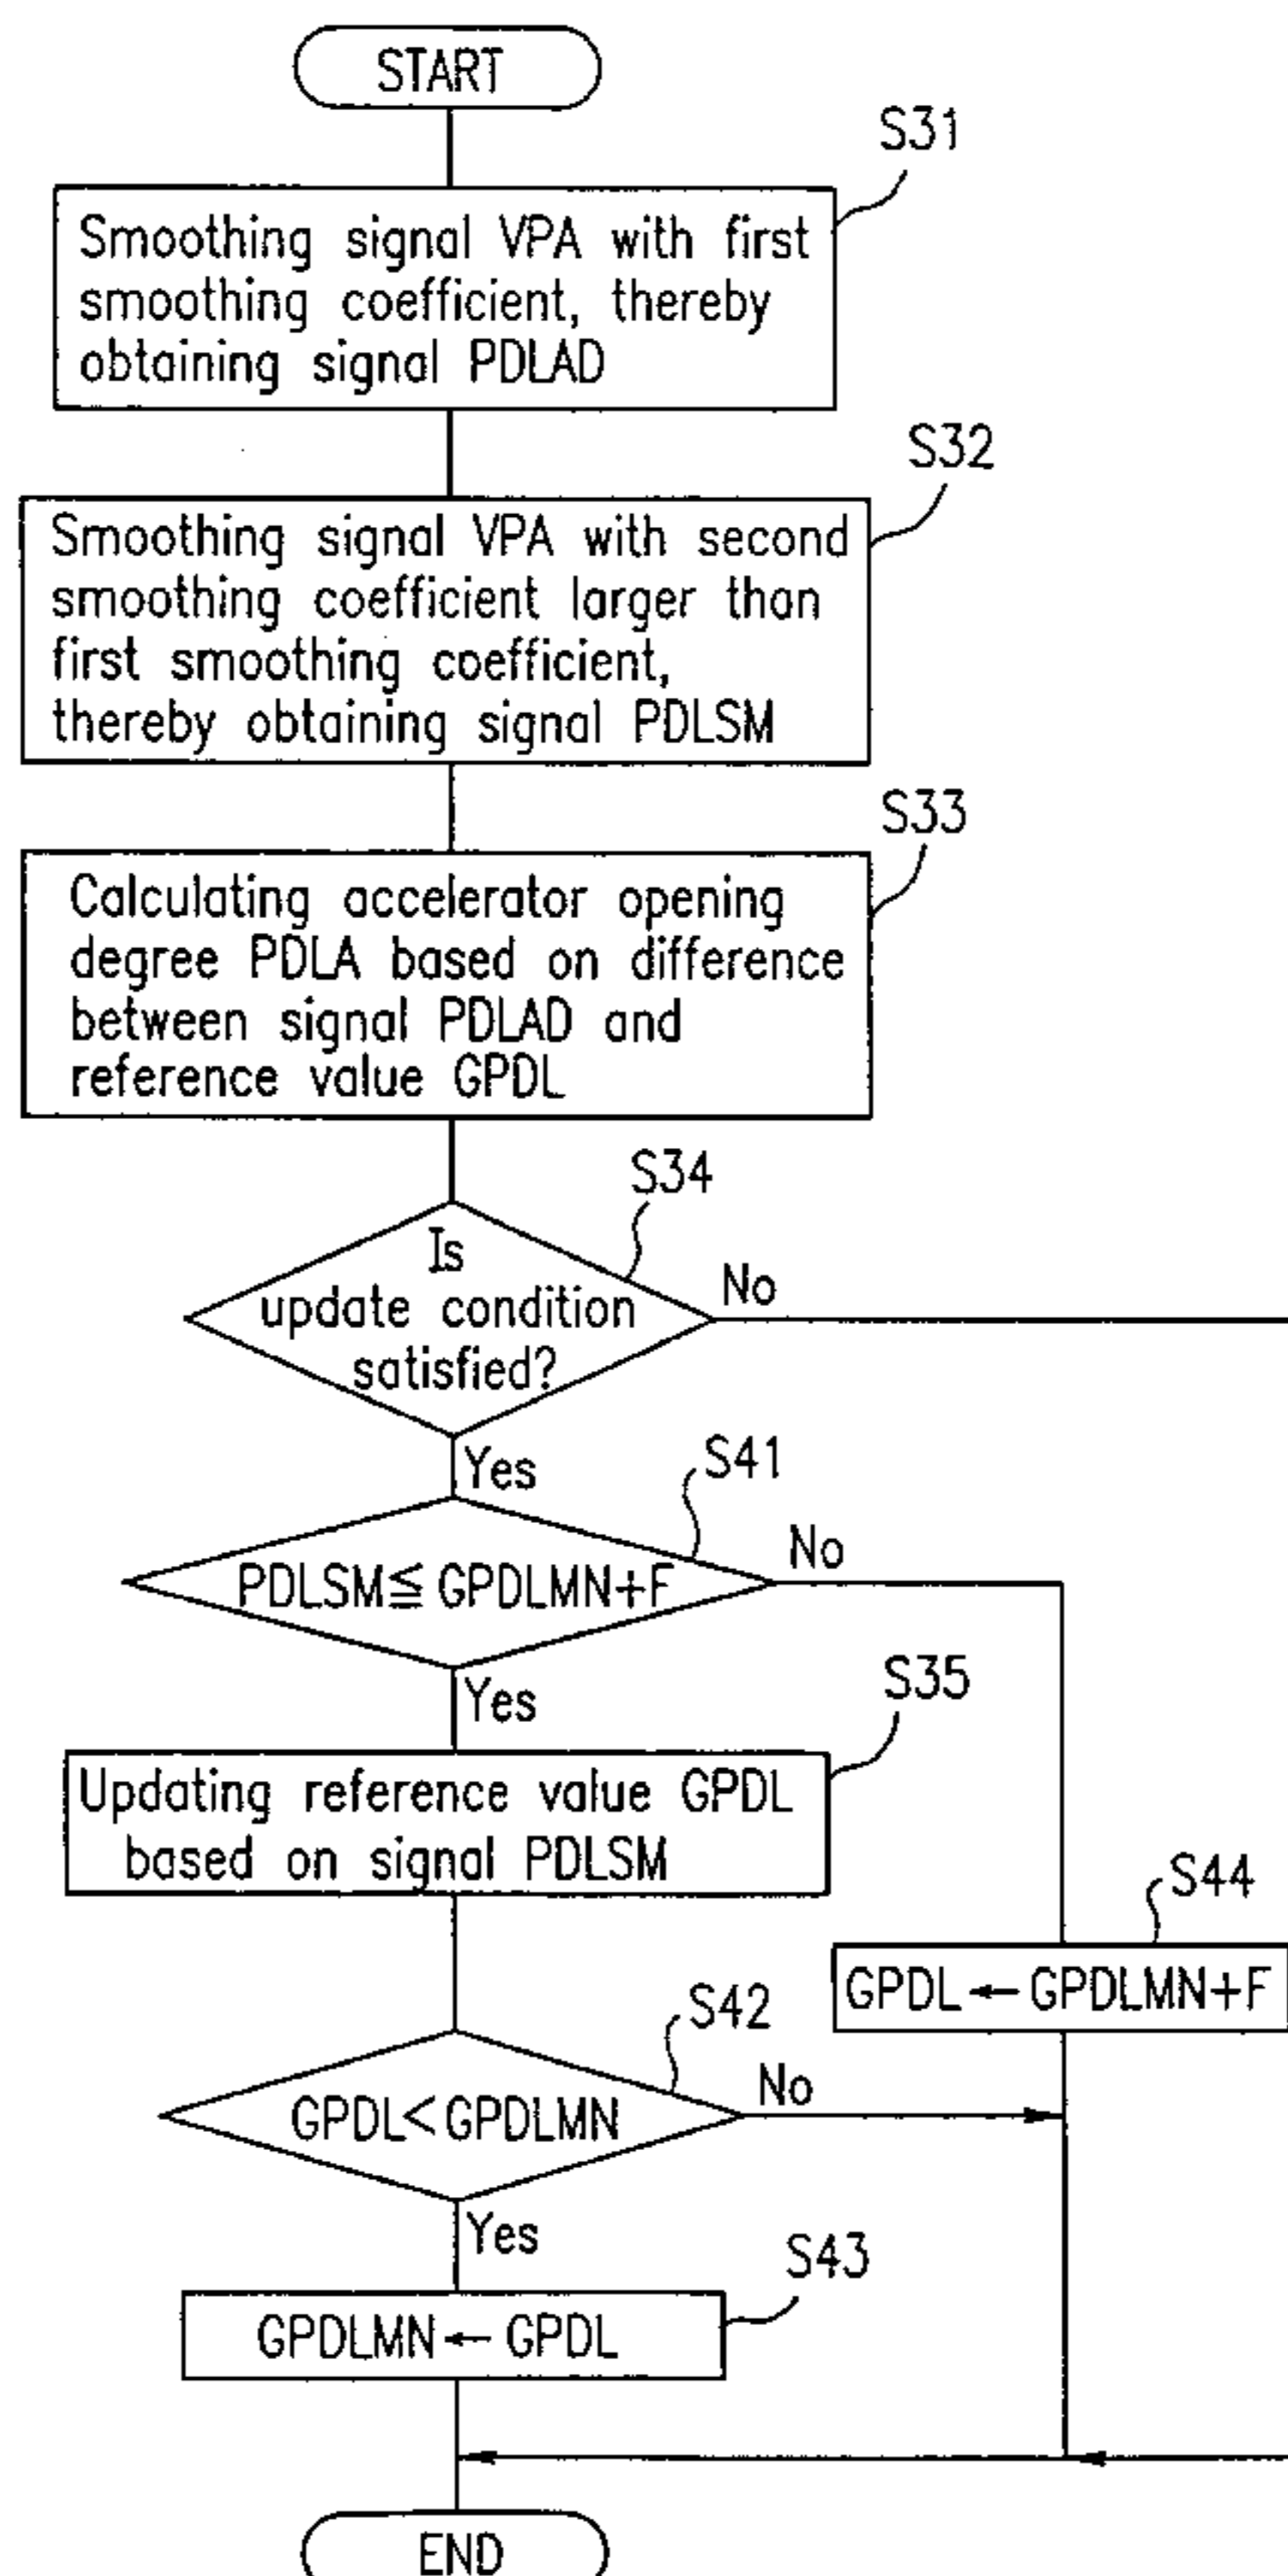 START
S31
Smoothing signal VPA with first
smoothing coefficient, thereby
obtaining signal PDLAD
S32
Smoothing signal VPA with second
smoothing coefficient larger than
first smoothing coefficient,
thereby obtaining signal PDLSM
S33
Calculating accelerator opening
degree PDLA based on difference
between signal PDLAD and
reference value GPDL
S34
Is
update condition
satisfied?
No
Yes
S41
PDLSM≦GPDLMN+F
No
Yes
S35
Updating reference value GPDL
based on signal PDLSM
S44
GPDL←GPDLMN+F
S42
GPDL<GPDLMN
No
Yes
S43
GPDLMN←GPDL
END